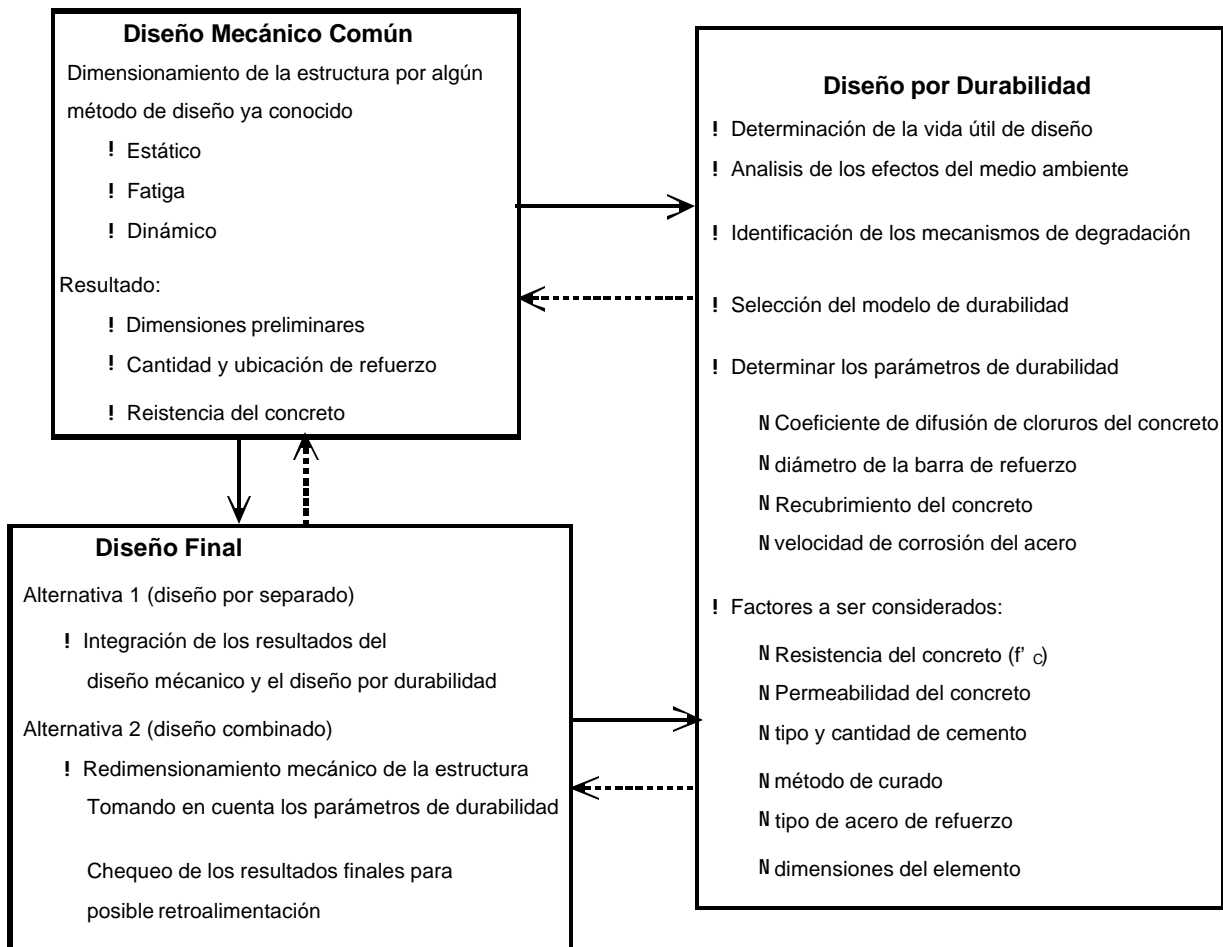 Diseño Mecánico Común
Dimensionamiento de la estructura por algún
método de diseño ya conocido
! Estático
! Fatiga
! Dinámico
Resultado:
! Dimensiones preliminares
! Cantidad y ubicación de refuerzo
! Reistencia del concreto
Diseño por Durabilidad
! Determinación de la vida útil de diseño
! Analisis de los efectos del medio ambiente
! Identificación de los mecanismos de degradación
! Selección del modelo de durabilidad
! Determinar los parámetros de durabilidad
N Coeficiente de difusión de cloruros del concreto
N diámetro de la barra de refuerzo
N Recubrimiento del concreto
N velocidad de corrosión del acero
! Factores a ser considerados:
N Resistencia del concreto (f' c)
N Permeabilidad del concreto
N tipo y cantidad de cemento
N método de curado
N tipo de acero de refuerzo
N dimensiones del elemento
Diseño Final
Alternativa 1 (diseño por separado)
! Integración de los resultados del
diseño mécanico y el diseño por durabilidad
Alternativa 2 (diseño combinado)
! Redimensionamiento mecánico de la estructura
Tomando en cuenta los parámetros de durabilidad
Chequeo de los resultados finales para
posible retroalimentación